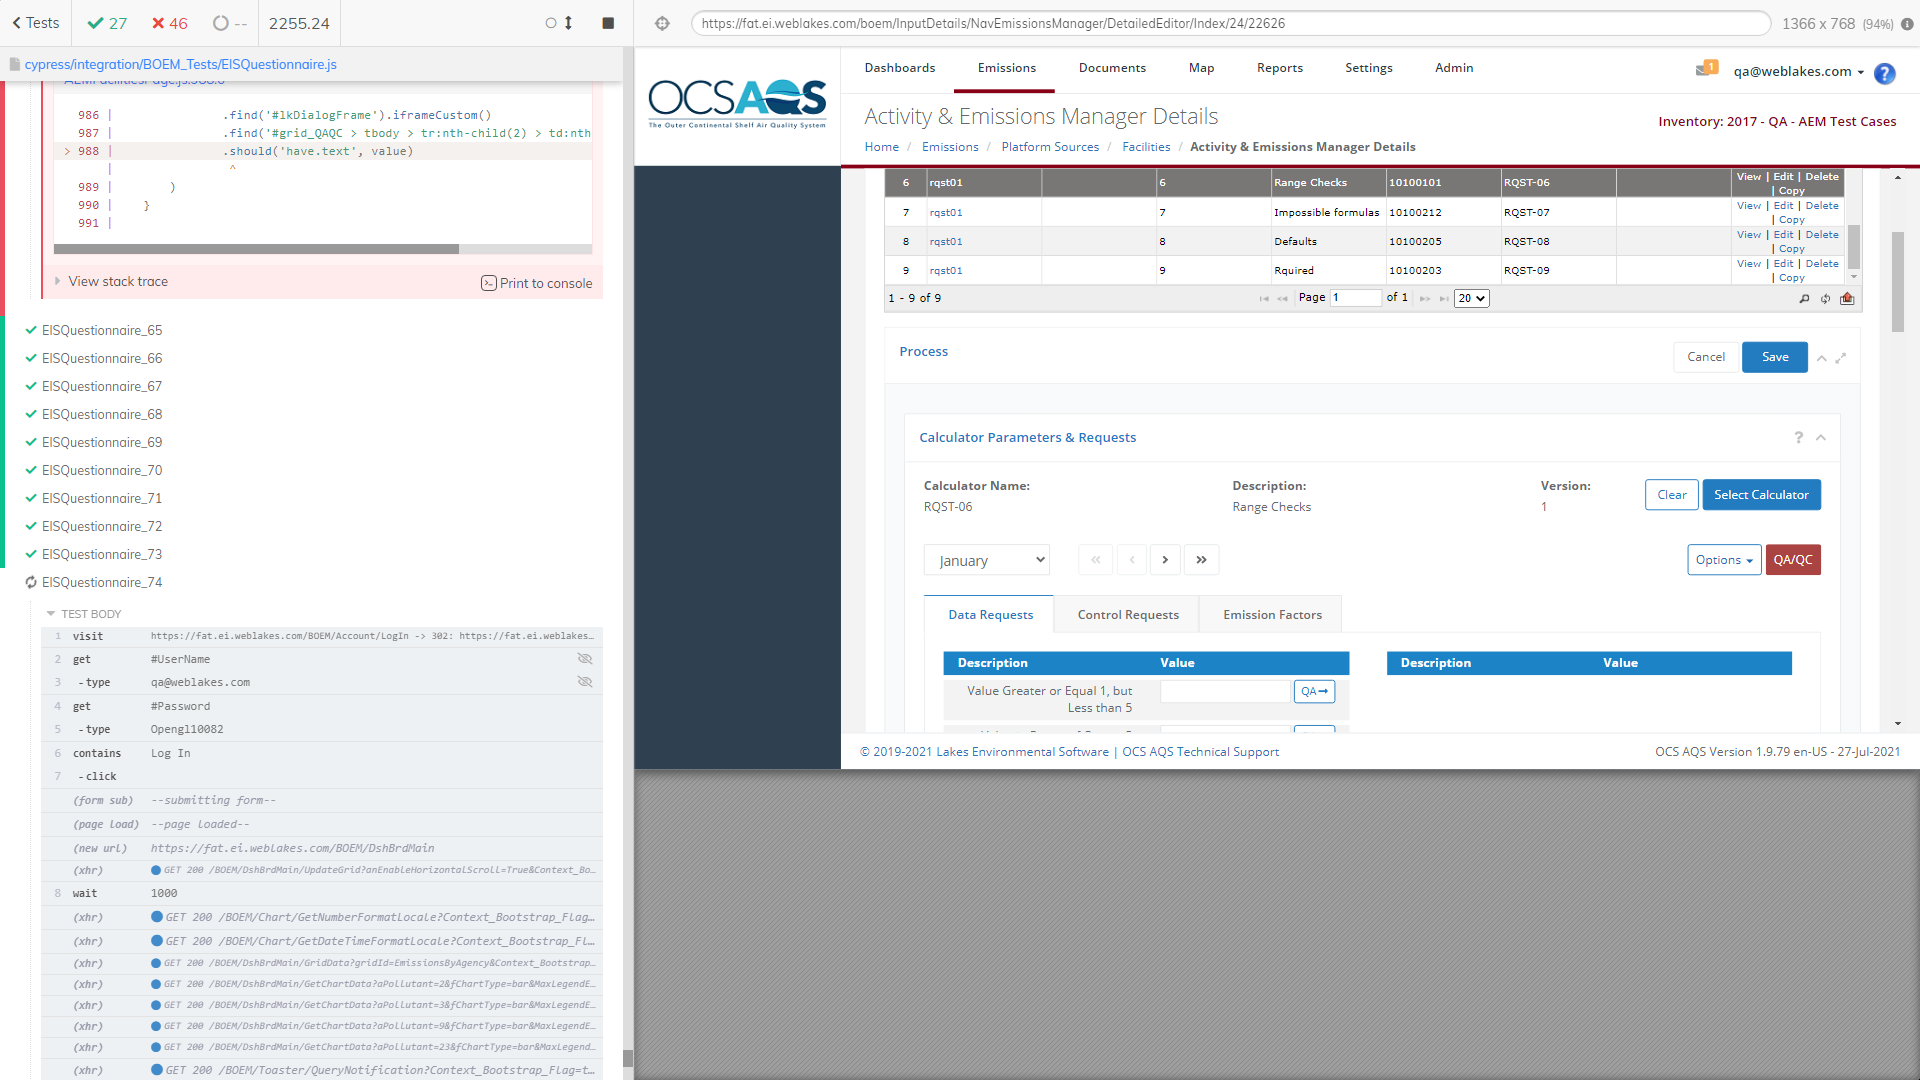 Tests
27
46
--
2255.24
cypress/integration/BOEM_Tests/EISQuestionnaire.js
986 | .find('#lkDialogFrame').iframeCustom()
987 | .find('#grid_QAQC > tbody > tr:nth-child(2) > td:nth
> 988 | .should('have.text', value)
| ^
989 | )
990 | }
991 |
View stack trace
Print to console
EISQuestionnaire_65
EISQuestionnaire_66
EISQuestionnaire_67
EISQuestionnaire_68
EISQuestionnaire_69
EISQuestionnaire_70
EISQuestionnaire_71
EISQuestionnaire_72
EISQuestionnaire_73
EISQuestionnaire_74
TEST BODY
1 visit https://fat.ei.weblakes.com/BOEM/Account/LogIn -> 302: https://fat.ei.weblakes…
2 get #UserName
3 -type qa@weblakes.com
4 get #Password
5 -type Opengl10082
6 contains Log In
7 -click
(form sub) --submitting form--
(page load) --page loaded--
(new url) https://fat.ei.weblakes.com/BOEM/DshBrdMain
(xhr) GET 200 /BOEM/DshBrdMain/UpdateGrid?anEnableHorizontalScroll=True&Context_Bo…
8 wait 1000
(xhr) GET 200 /BOEM/Chart/GetNumberFormatLocale?Context_Bootstrap_Flag…
(xhr) GET 200 /BOEM/Chart/GetDateTimeFormatLocale?Context_Bootstrap_Fl…
(xhr) GET 200 /BOEM/DshBrdMain/GridData?gridId=EmissionsByAgency&Context_Bootstrap…
(xhr) GET 200 /BOEM/DshBrdMain/GetChartData?aPollutant=2&fChartType=bar&MaxLegendE…
(xhr) GET 200 /BOEM/DshBrdMain/GetChartData?aPollutant=3&fChartType=bar&MaxLegendE…
(xhr) GET 200 /BOEM/DshBrdMain/GetChartData?aPollutant=9&fChartType=bar&MaxLegendE…
(xhr) GET 200 /BOEM/DshBrdMain/GetChartData?aPollutant=23&fChartType=bar&MaxLegend…
(xhr) GET 200 /BOEM/Toaster/QueryNotification?Context_Bootstrap_Flag=t…
https://fat.ei.weblakes.com/boem/InputDetails/NavEmissionsManager/DetailedEditor/Index/24/22626
1366 x 768 (94%)
OCSAQS
The Outer Continental Shelf Air Quality System
Dashboards Emissions Documents Map Reports Settings Admin
1
qa@weblakes.com
?
Activity & Emissions Manager Details
Inventory: 2017 - QA - AEM Test Cases
Home / Emissions / Platform Sources / Facilities / Activity & Emissions Manager Details
6 rqst01 6 Range Checks 10100101 RQST-06 View | Edit | Delete | Copy
7 rqst01 7 Impossible formulas 10100212 RQST-07 View | Edit | Delete | Copy
8 rqst01 8 Defaults 10100205 RQST-08 View | Edit | Delete | Copy
9 rqst01 9 Rquired 10100203 RQST-09 View | Edit | Delete | Copy
1 - 9 of 9
Page 1 of 1 20
Process
Cancel Save
Calculator Parameters & Requests
?
Calculator Name: Description: Version:
RQST-06 Range Checks 1
Clear Select Calculator
January
Options QA/QC
Data Requests Control Requests Emission Factors
Description Value Description Value
Value Greater or Equal 1, but
Less than 5
QA
© 2019-2021 Lakes Environmental Software | OCS AQS Technical Support
OCS AQS Version 1.9.79 en-US - 27-Jul-2021